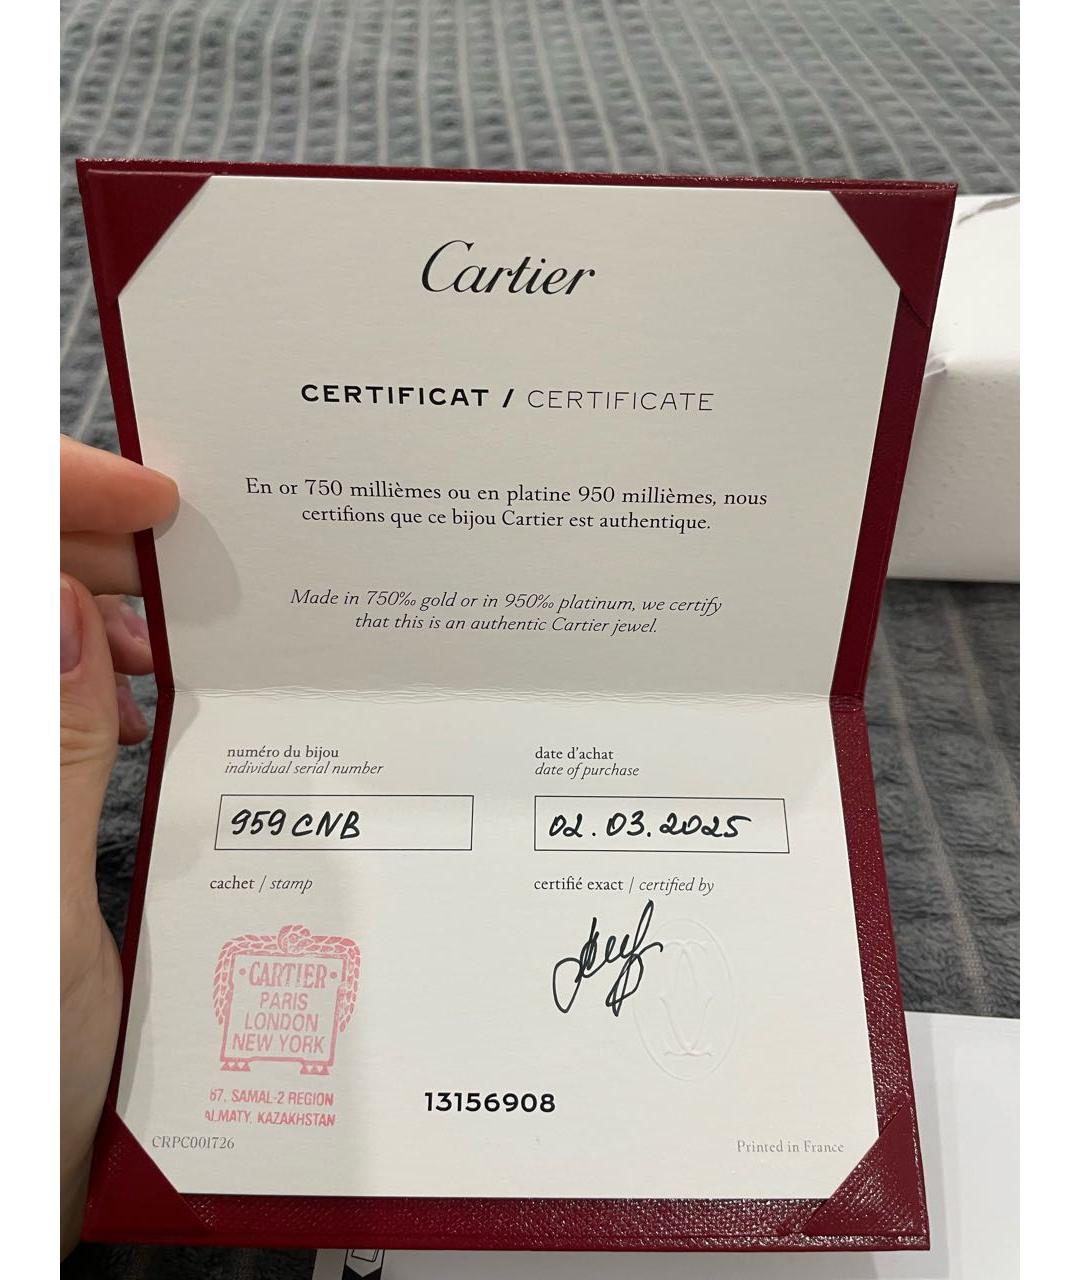 Cartier
CERTIFICAT / CERTIFICATE
En or 750 millièmes ou en platine 950 millièmes, nous
certifions que ce bijou Cartier est authentique.
Made in 750‰ gold or in 950‰ platinum, we certify
that this is an authentic Cartier jewel.
numéro du bijou
individual serial number
959CNB
date d'achat
date of purchase
02.03.2025
cachet / stamp
certifié exact / certified by
·CARTIER·
PARIS
LONDON
NEW YORK
67, SAMAL-2 REGION
ALMATY, KAZAKHSTAN
13156908
CRPC001726
Printed in France